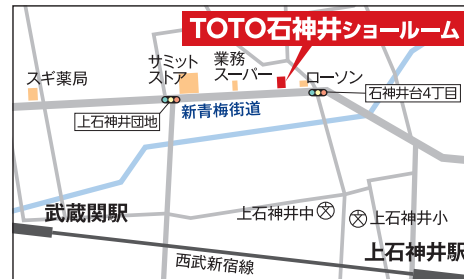 TOTO石神井ショールーム
サミット
ストア
業務
スーパー
スギ薬局
ローソン
石神井台4丁目
上石神井団地
新青梅街道
武蔵関駅
上石神井中
上石神井小
上石神井駅
西武新宿線